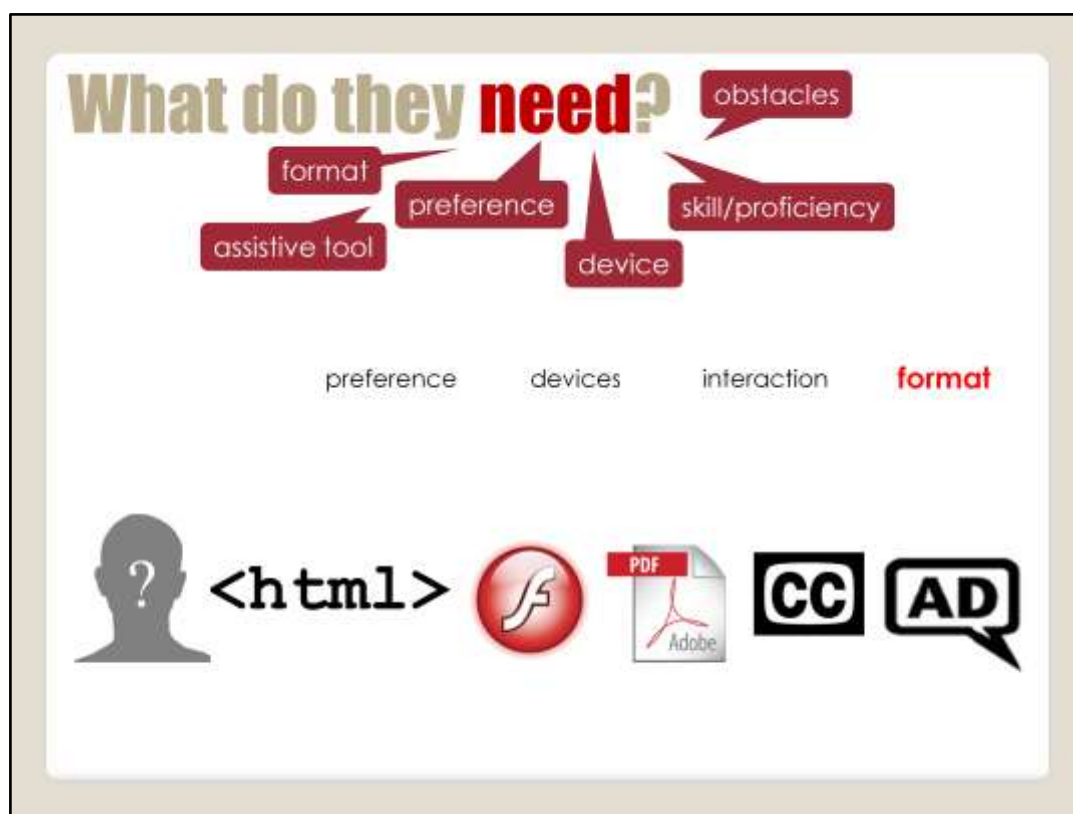 What do they need?
obstacles
format
preference
skill/proficiency
assistive tool
device
preference devices interaction format
?
<html>
f
PDF
Adobe
CC
AD